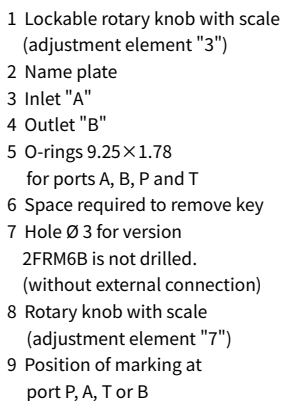 1 Lockable rotary knob with scale
(adjustment element "3")
2 Name plate
3 Inlet "A"
4 Outlet "B"
5 O-rings 9.25×1.78
for ports A, B, P and T
6 Space required to remove key
7 Hole Ø 3 for version
2FRM6B is not drilled.
(without external connection)
8 Rotary knob with scale
(adjustment element "7")
9 Position of marking at
port P, A, T or B